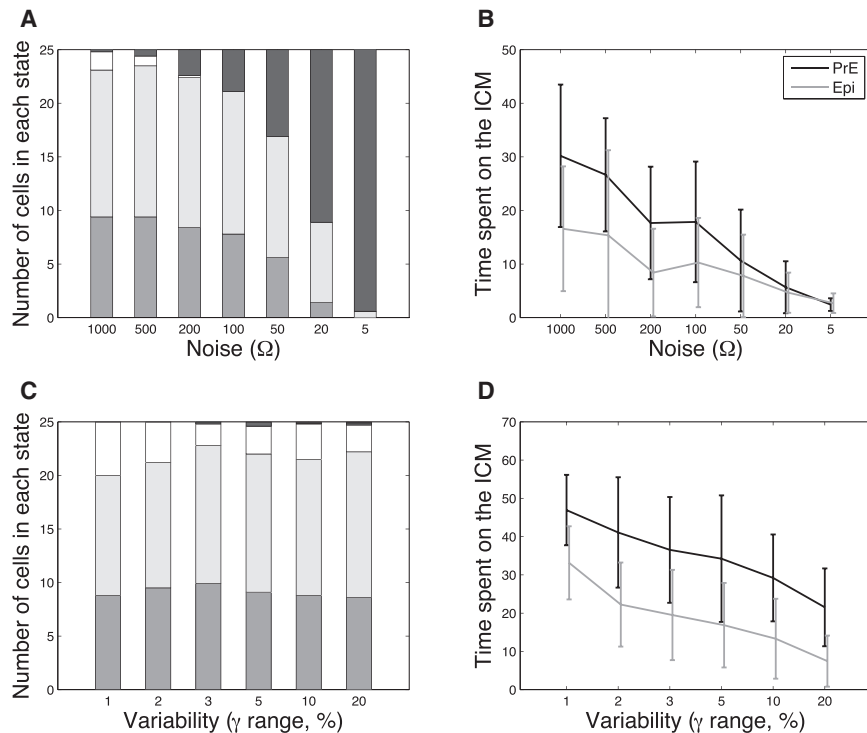 A
Number of cells in each state
25
20
15
10
5
0
1000 500 200 100 50 20 5
Noise (Ω)
B
Time spent on the ICM
50
40
30
20
10
0
1000 500 200 100 50 20 5
Noise (Ω)
PrE
Epi
C
Number of cells in each state
25
20
15
10
5
0
1 2 3 5 10 20
Variability (γ range, %)
D
Time spent on the ICM
70
60
50
40
30
20
10
0
1 2 3 5 10 20
Variability (γ range, %)